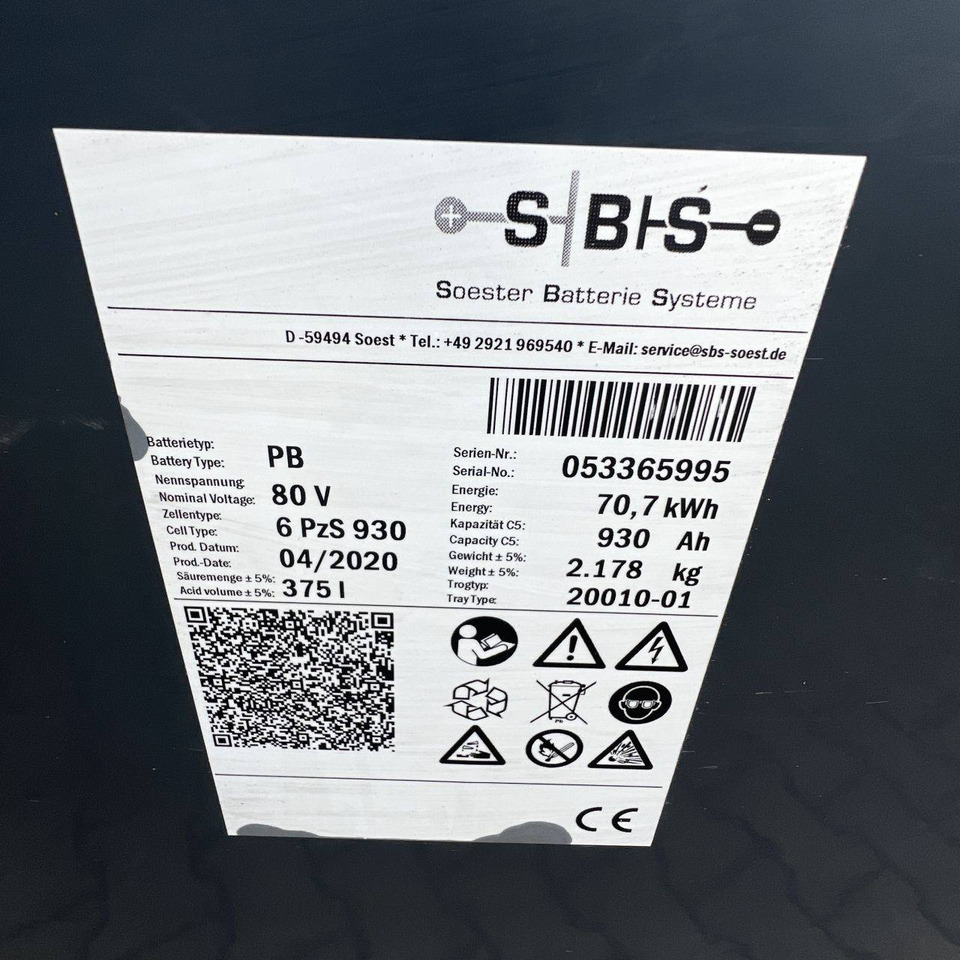 S B S
Soester Batterie Systeme
D -59494 Soest * Tel.: +49 2921 969540 * E-Mail: service@sbs-soest.de
Batterietyp:
Battery Type: PB
Nennspannung
Nominal Voltage: 80 V
Zellentype:
Cell Type: 6 PzS 930
Prod. Datum:
Prod.-Date: 04/2020
Säuremenge ± 5%:
Acid volume ± 5%: 375 l
Serien-Nr.:
Serial-No.: 053365995
Energie:
Energy: 70,7 kWh
Kapazität C5:
Capacity C5: 930 Ah
Gewicht ± 5%:
Weight ± 5%: 2.178 kg
Trogtyp:
Tray Type: 20010-01
Pb
CE